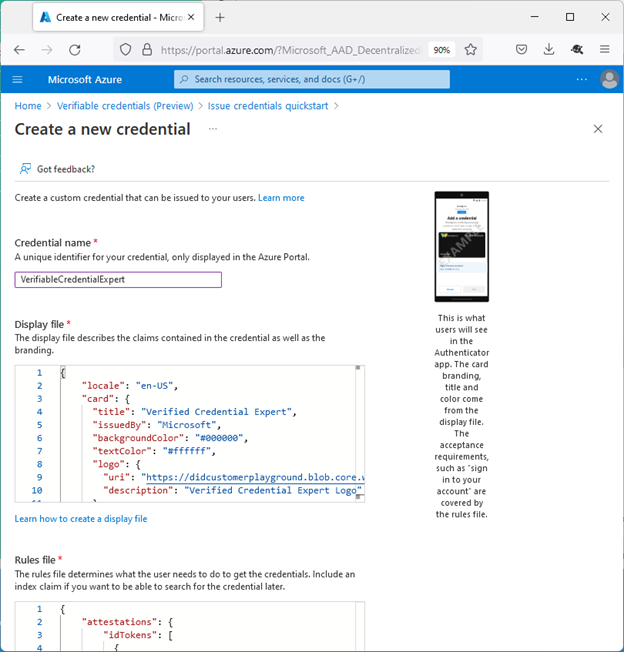 Create a new credential - Micros
https://portal.azure.com/?Microsoft_AAD_Decentralized
90%
Microsoft Azure
Search resources, services, and docs (G+/)
Home > Verifiable credentials (Preview) > Issue credentials quickstart >
Create a new credential ...
Got feedback?
Create a custom credential that can be issued to your users. Learn more
Credential name *
A unique identifier for your credential, only displayed in the Azure Portal.
VerifiableCredentialExpert
Display file *
The display file describes the claims contained in the credential as well as the
branding.
1 {
2 "locale": "en-US",
3 "card": {
4 "title": "Verified Credential Expert",
5 "issuedBy": "Microsoft",
6 "backgroundColor": "#000000",
7 "textColor": "#ffffff",
8 "logo": {
9 "uri": "https://didcustomerplayground.blob.core.w
10 "description": "Verified Credential Expert Logo"
Learn how to create a display file
Rules file *
The rules file determines what the user needs to do to get the credentials. Include an
index claim if you want to be able to search for the credential later.
1 {
2 "attestations": {
3 "idTokens": [
4 {
Add a credential
This is what
users will see
in the
Authenticator
app. The card
branding,
title and
color come
from the
display file.
The
acceptance
requirements,
such as 'sign
in to your
account' are
covered by
the rules file.